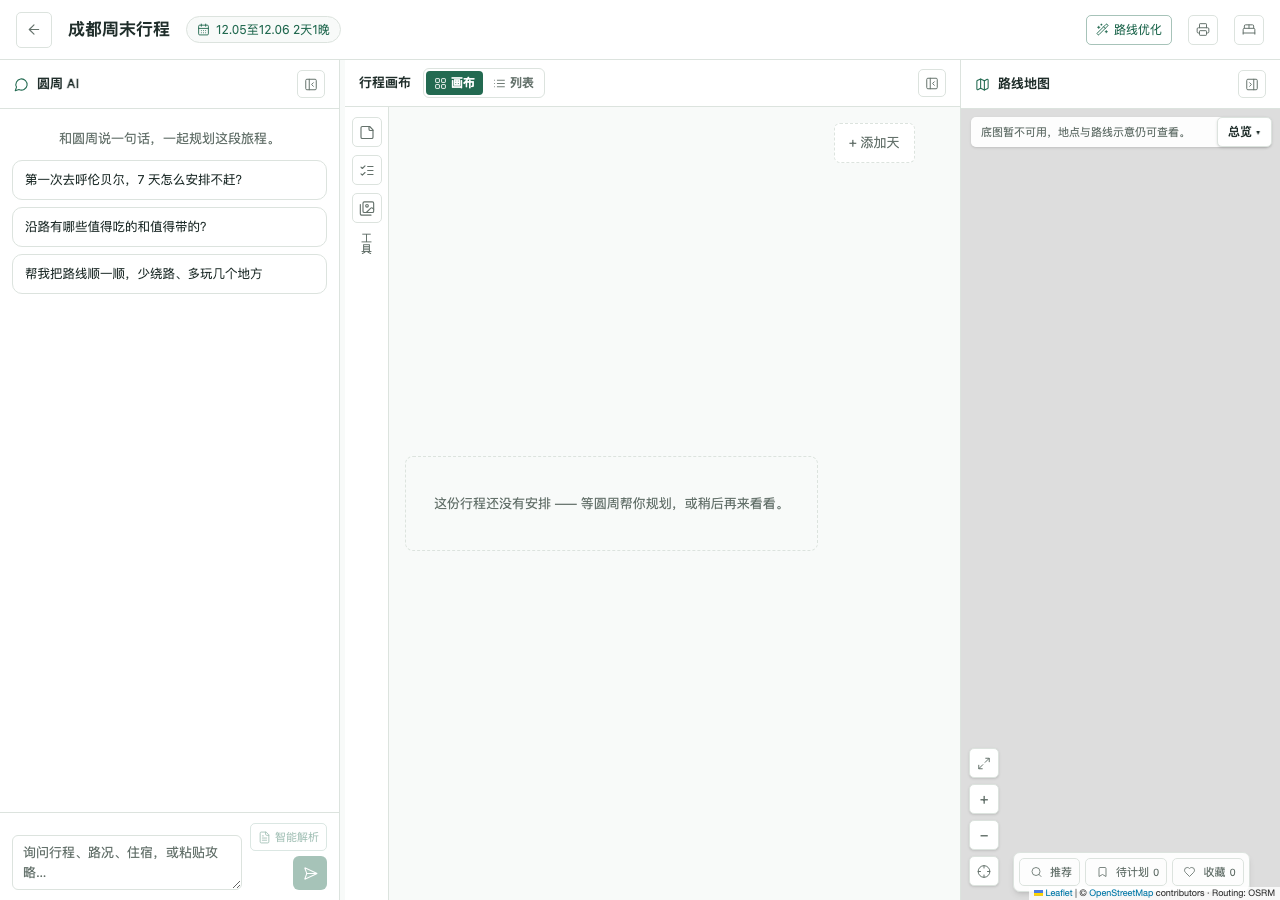 成都周末行程
12.05至12.06 2天1晚
路线优化
圆周 AI
和圆周说一句话，一起规划这段旅程。
第一次去呼伦贝尔，7 天怎么安排不赶？
沿路有哪些值得吃的和值得带的？
帮我把路线顺一顺，少绕路、多玩几个地方
智能解析
询问行程、路况、住宿，或粘贴攻
略...
行程画布
画布
列表
工
具
+ 添加天
这份行程还没有安排 —— 等圆周帮你规划，或稍后再来看看。
路线地图
底图暂不可用，地点与路线示意仍可查看。
总览 ▾
+
−
推荐
待计划 0
收藏 0
Leaflet | © OpenStreetMap contributors · Routing: OSRM